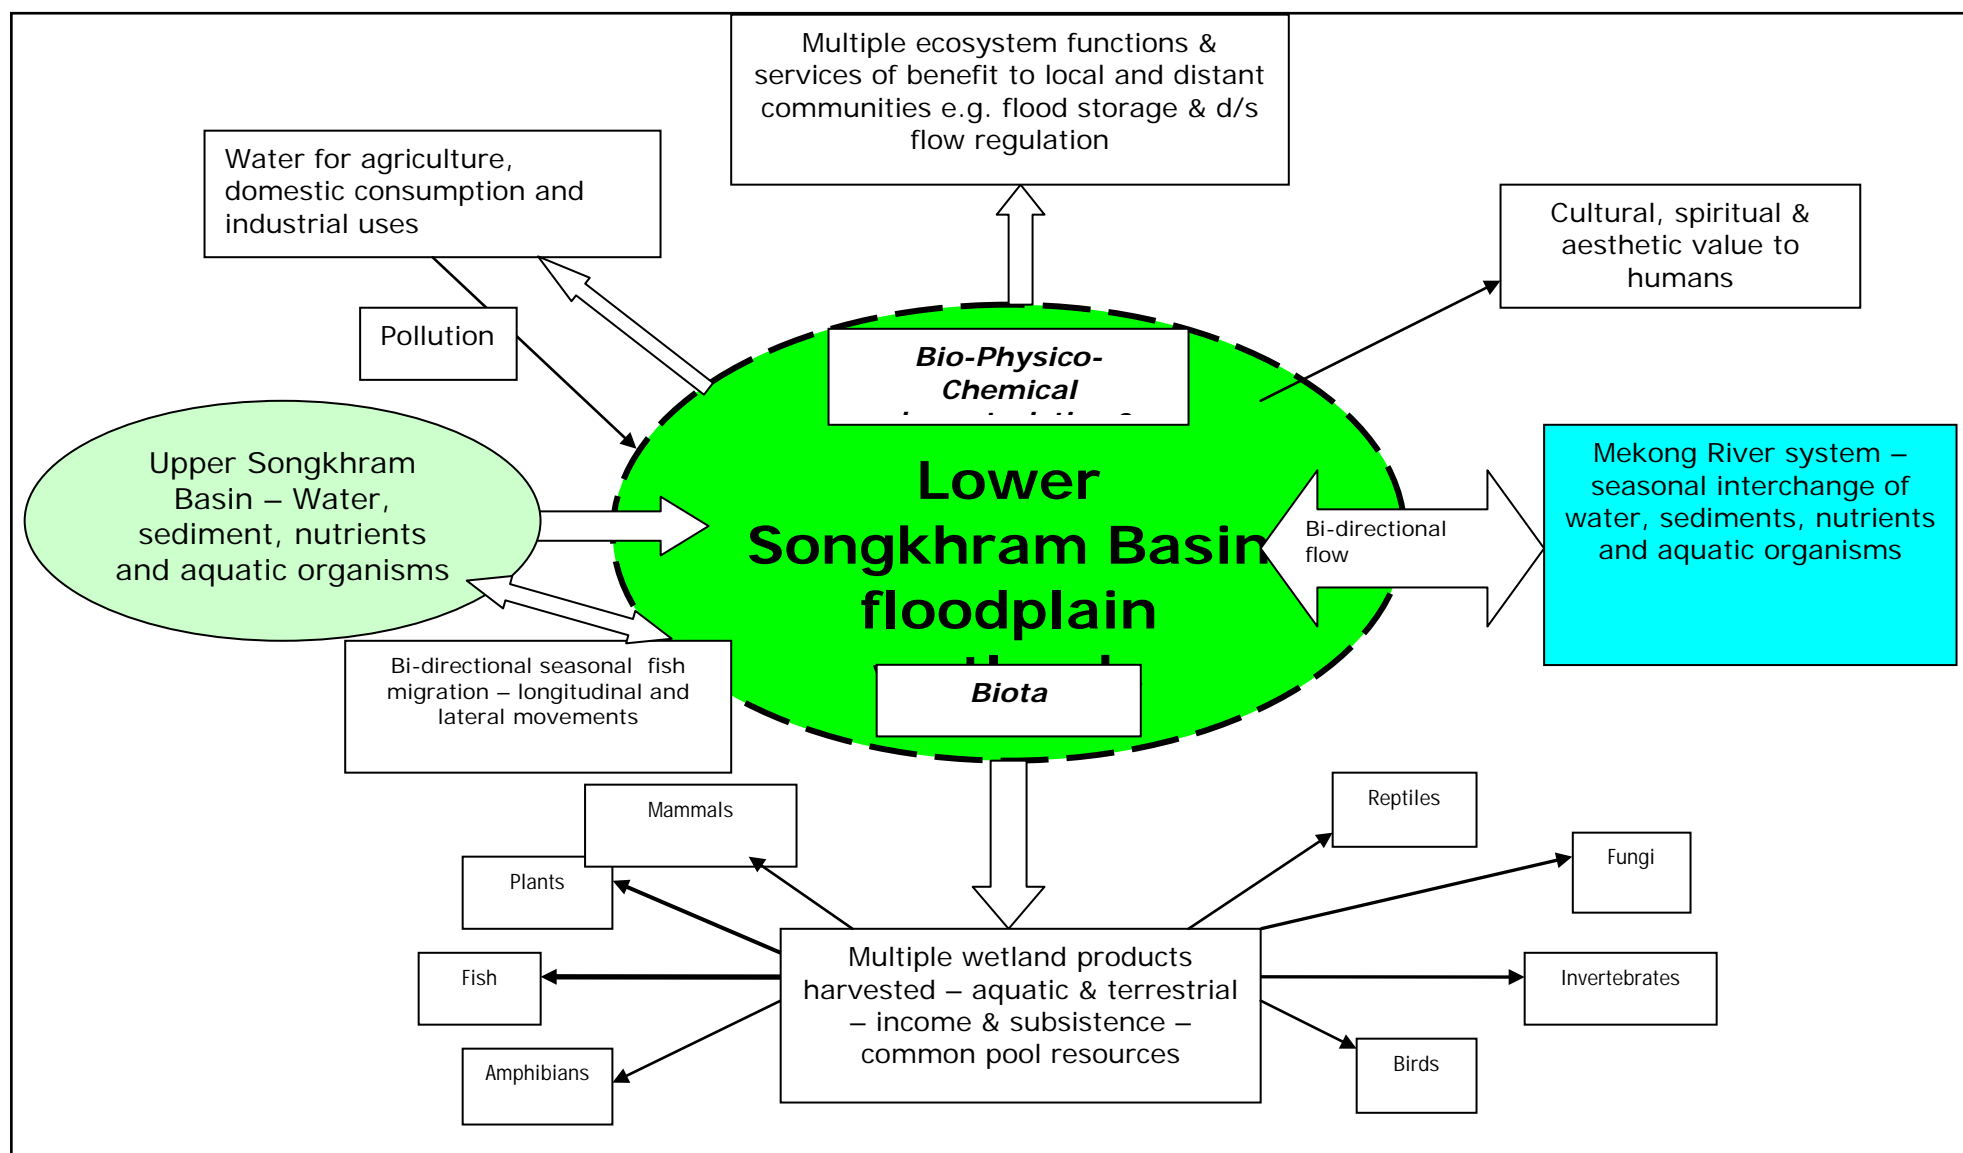 Multiple ecosystem functions &
services of benefit to local and distant
communities e.g. flood storage & d/s
flow regulation
Water for agriculture,
domestic consumption and
industrial uses
Cultural, spiritual &
aesthetic value to
humans
Pollution
Bio-Physico-
Chemical
Upper Songkhram
Basin – Water,
sediment, nutrients
and aquatic organisms
Lower
Songkhram Basin
floodplain
Bi-directional
flow
Mekong River system –
seasonal interchange of
water, sediments, nutrients
and aquatic organisms
Bi-directional seasonal fish
migration – longitudinal and
lateral movements
Biota
Mammals
Reptiles
Plants
Fungi
Fish
Multiple wetland products
harvested – aquatic & terrestrial
– income & subsistence –
common pool resources
Invertebrates
Amphibians
Birds